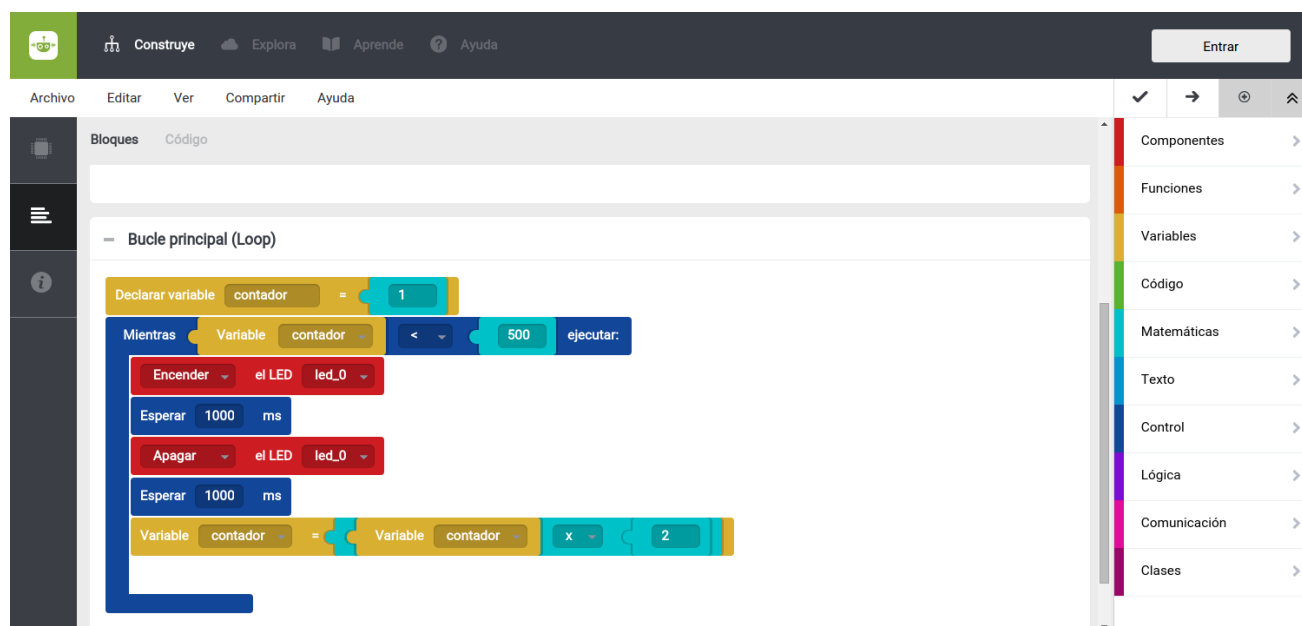 Construye Explora Aprende Ayuda Entrar
Archivo Editar Ver Compartir Ayuda
Bloques Código
Bucle principal (Loop)
Declarar variable contador = 1
Mientras Variable contador < 500 ejecutar:
Encender el LED led_0
Esperar 1000 ms
Apagar el LED led_0
Esperar 1000 ms
Variable contador = Variable contador x 2
Componentes
Funciones
Variables
Código
Matemáticas
Texto
Control
Lógica
Comunicación
Clases